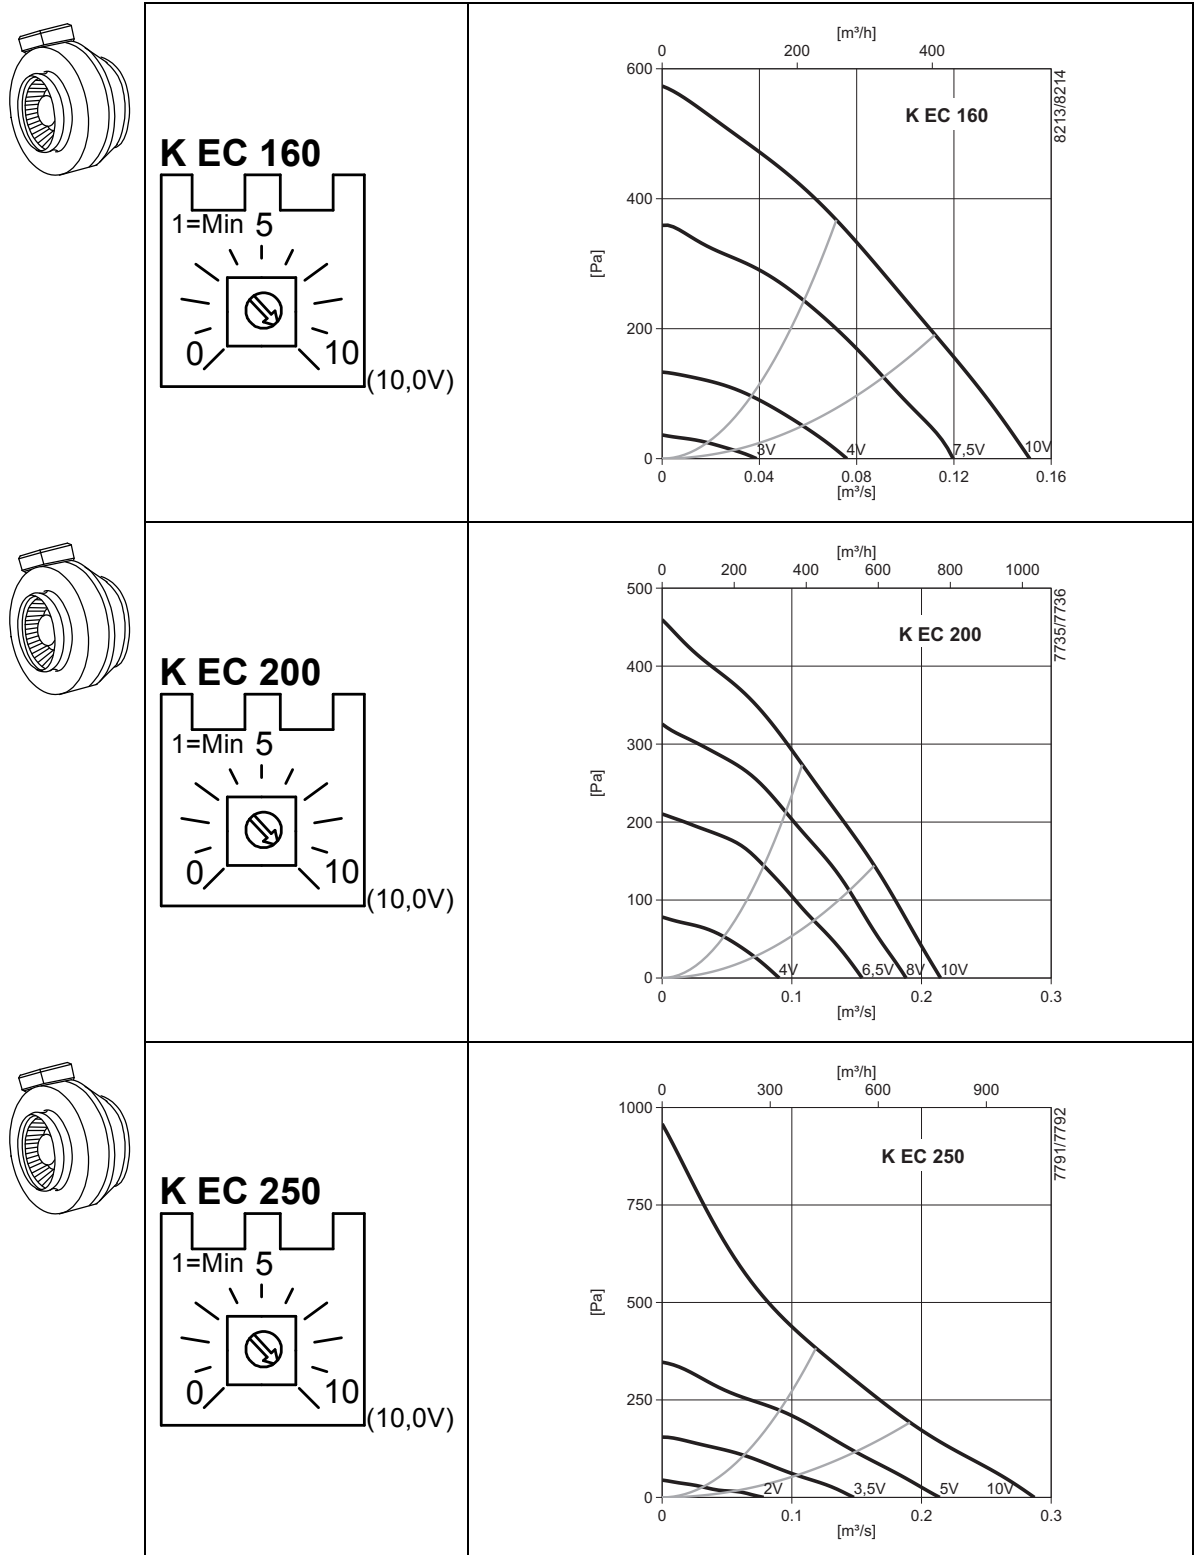 K EC 160
1=Min 5
0
10
(10,0V)
[m³/h]
0 200 400
600
400
200
0
[Pa]
K EC 160
8213/8214
3V 4V 7,5V 10V
0 0.04 0.08 0.12 0.16
[m³/s]
K EC 200
1=Min 5
0
10
(10,0V)
[m³/h]
0 200 400 600 800 1000
500
400
300
200
100
0
[Pa]
K EC 200
7735/7736
4V 6,5V 8V 10V
0 0.1 0.2 0.3
[m³/s]
K EC 250
1=Min 5
0
10
(10,0V)
[m³/h]
0 300 600 900
1000
750
500
250
0
[Pa]
K EC 250
7791/7792
2V 3,5V 5V 10V
0 0.1 0.2 0.3
[m³/s]